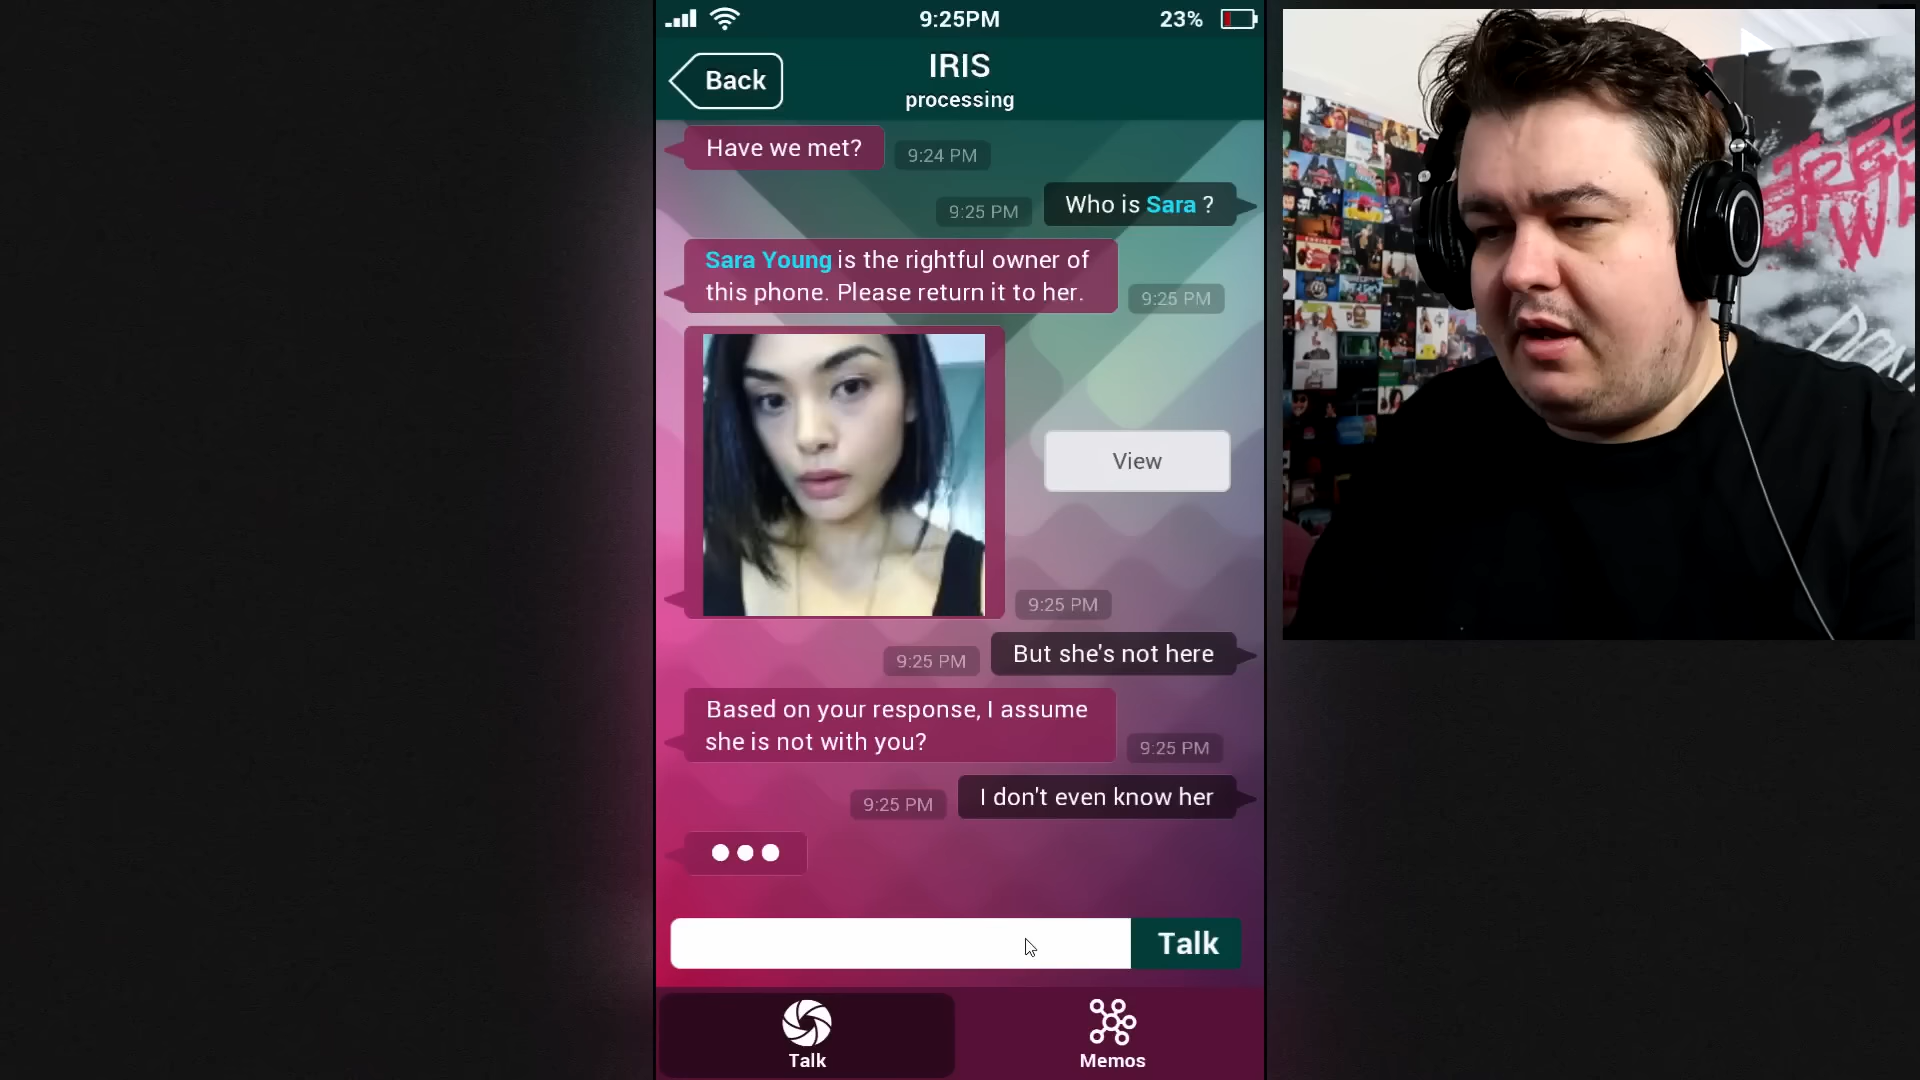 9:25PM
23%
Back
IRIS
processing
Have we met?
9:24 PM
Who is Sara ?
9:25 PM
Sara Young is the rightful owner of
this phone. Please return it to her.
9:25 PM
View
9:25 PM
But she's not here
9:25 PM
Based on your response, I assume
she is not with you?
9:25 PM
I don't even know her
9:25 PM
Talk
Talk
Memos